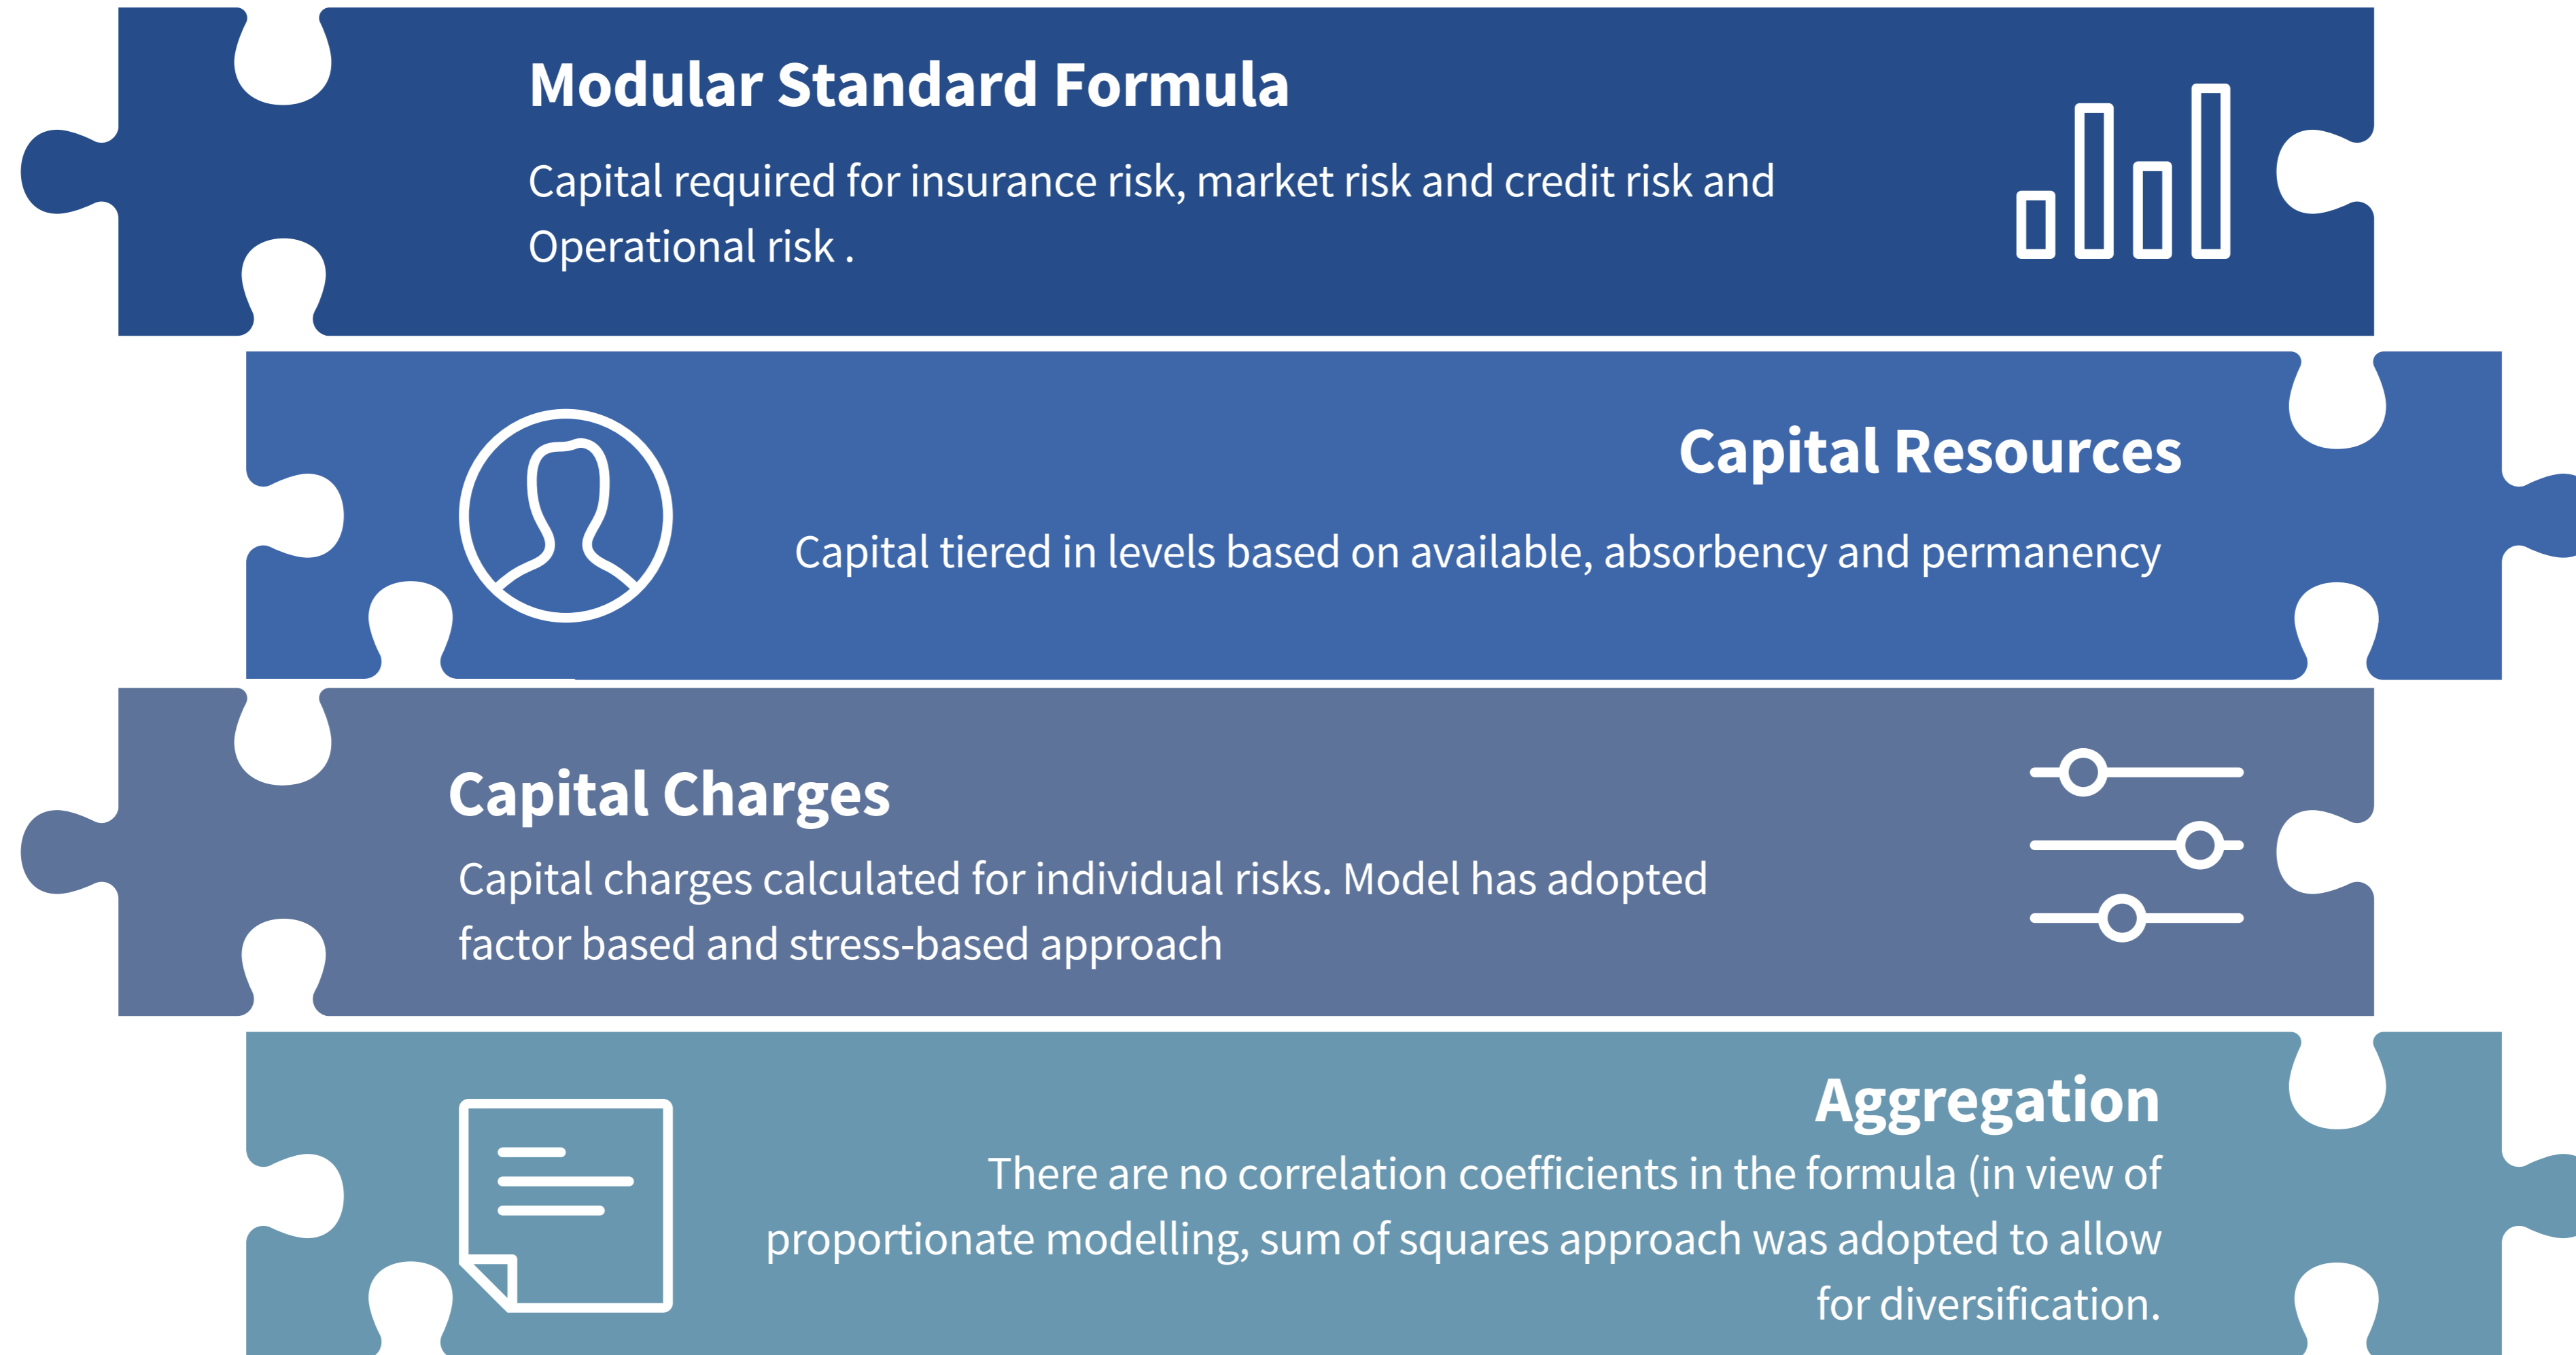 Modular Standard Formula
Capital required for insurance risk, market risk and credit risk and
Operational risk .
Capital Resources
Capital tiered in levels based on available, absorbency and permanency
Capital Charges
Capital charges calculated for individual risks. Model has adopted
factor based and stress-based approach
Aggregation
There are no correlation coefficients in the formula (in view of
proportionate modelling, sum of squares approach was adopted to allow
for diversification.